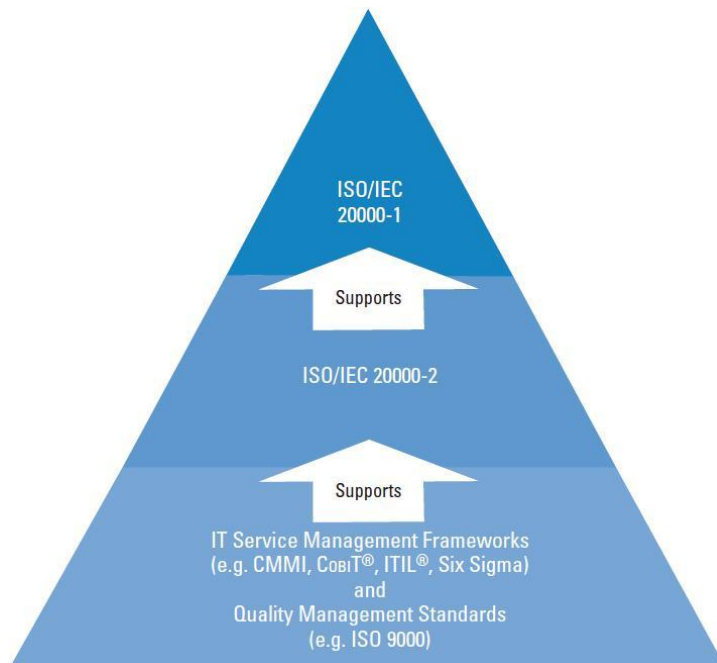 ISO/IEC
20000-1
Supports
ISO/IEC 20000-2
Supports
IT Service Management Frameworks
(e.g. CMMI, COBIT®, ITIL®, Six Sigma)
and
Quality Management Standards
(e.g. ISO 9000)